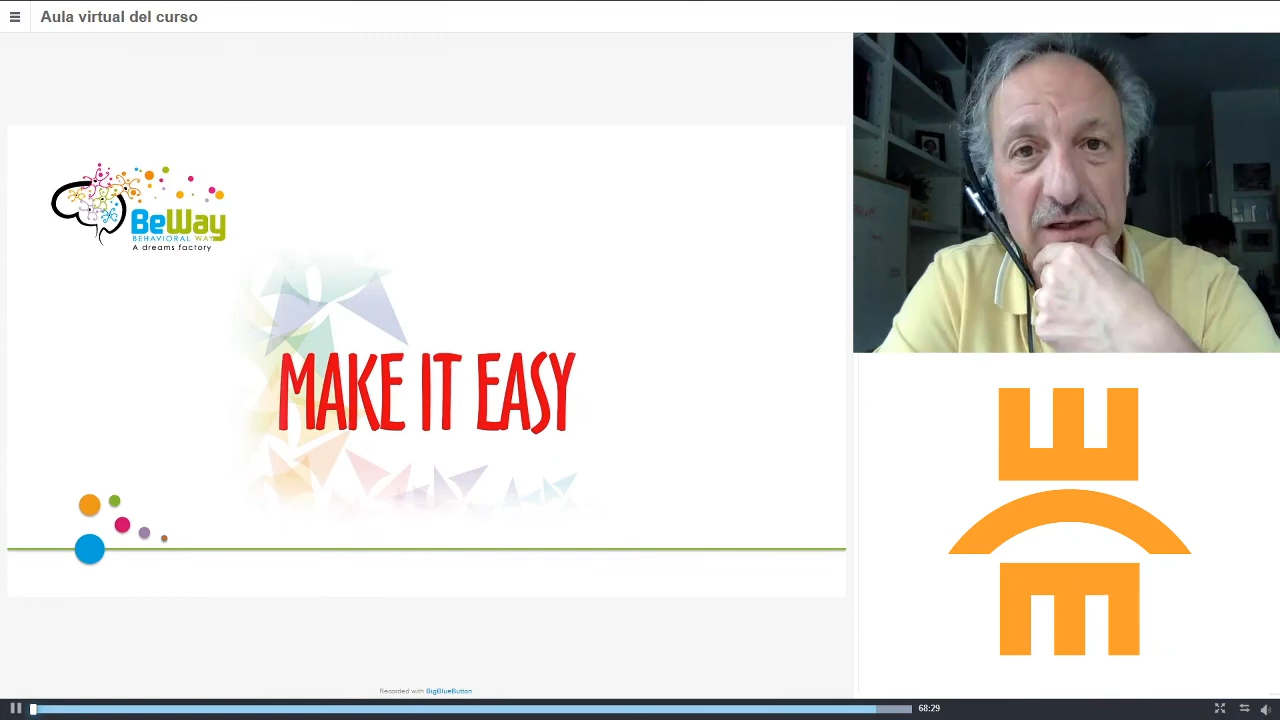 Aula virtual del curso
BeWay
BEHAVIORAL WAY
A dreams factory
MAKE IT EASY
Recorded with BigBlueButton
68:29